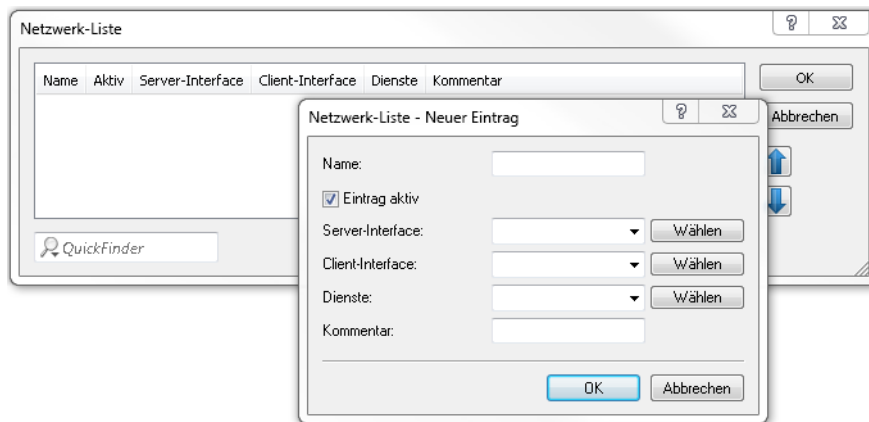 Netzwerk-Liste
Name Aktiv Server-Interface Client-Interface Dienste Kommentar
OK
Abbrechen
QuickFinder
Netzwerk-Liste - Neuer Eintrag
Name:
Eintrag aktiv
Server-Interface: Wählen
Client-Interface: Wählen
Dienste: Wählen
Kommentar:
OK Abbrechen